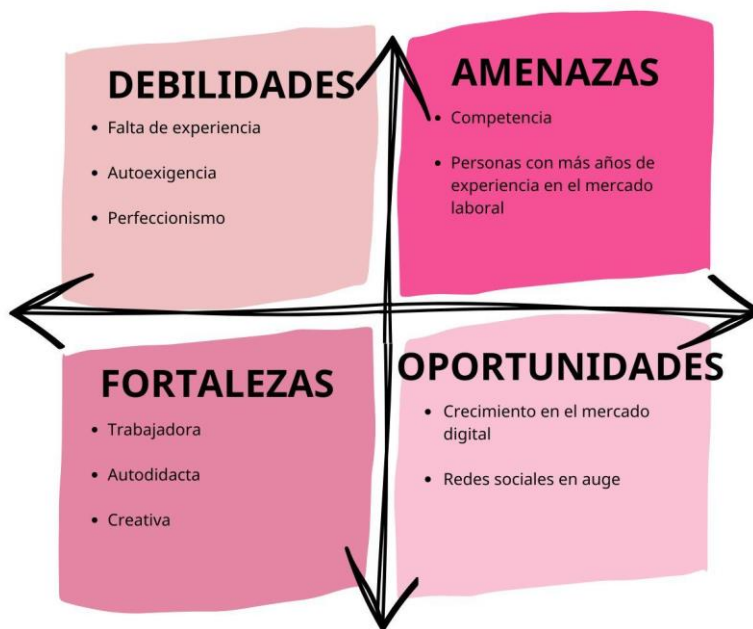 DEBILIDADES
• Falta de experiencia
• Autoexigencia
• Perfeccionismo
AMENAZAS
• Competencia
• Personas con más años de
experiencia en el mercado
laboral
FORTALEZAS
• Trabajadora
• Autodidacta
• Creativa
OPORTUNIDADES
• Crecimiento en el mercado
digital
• Redes sociales en auge